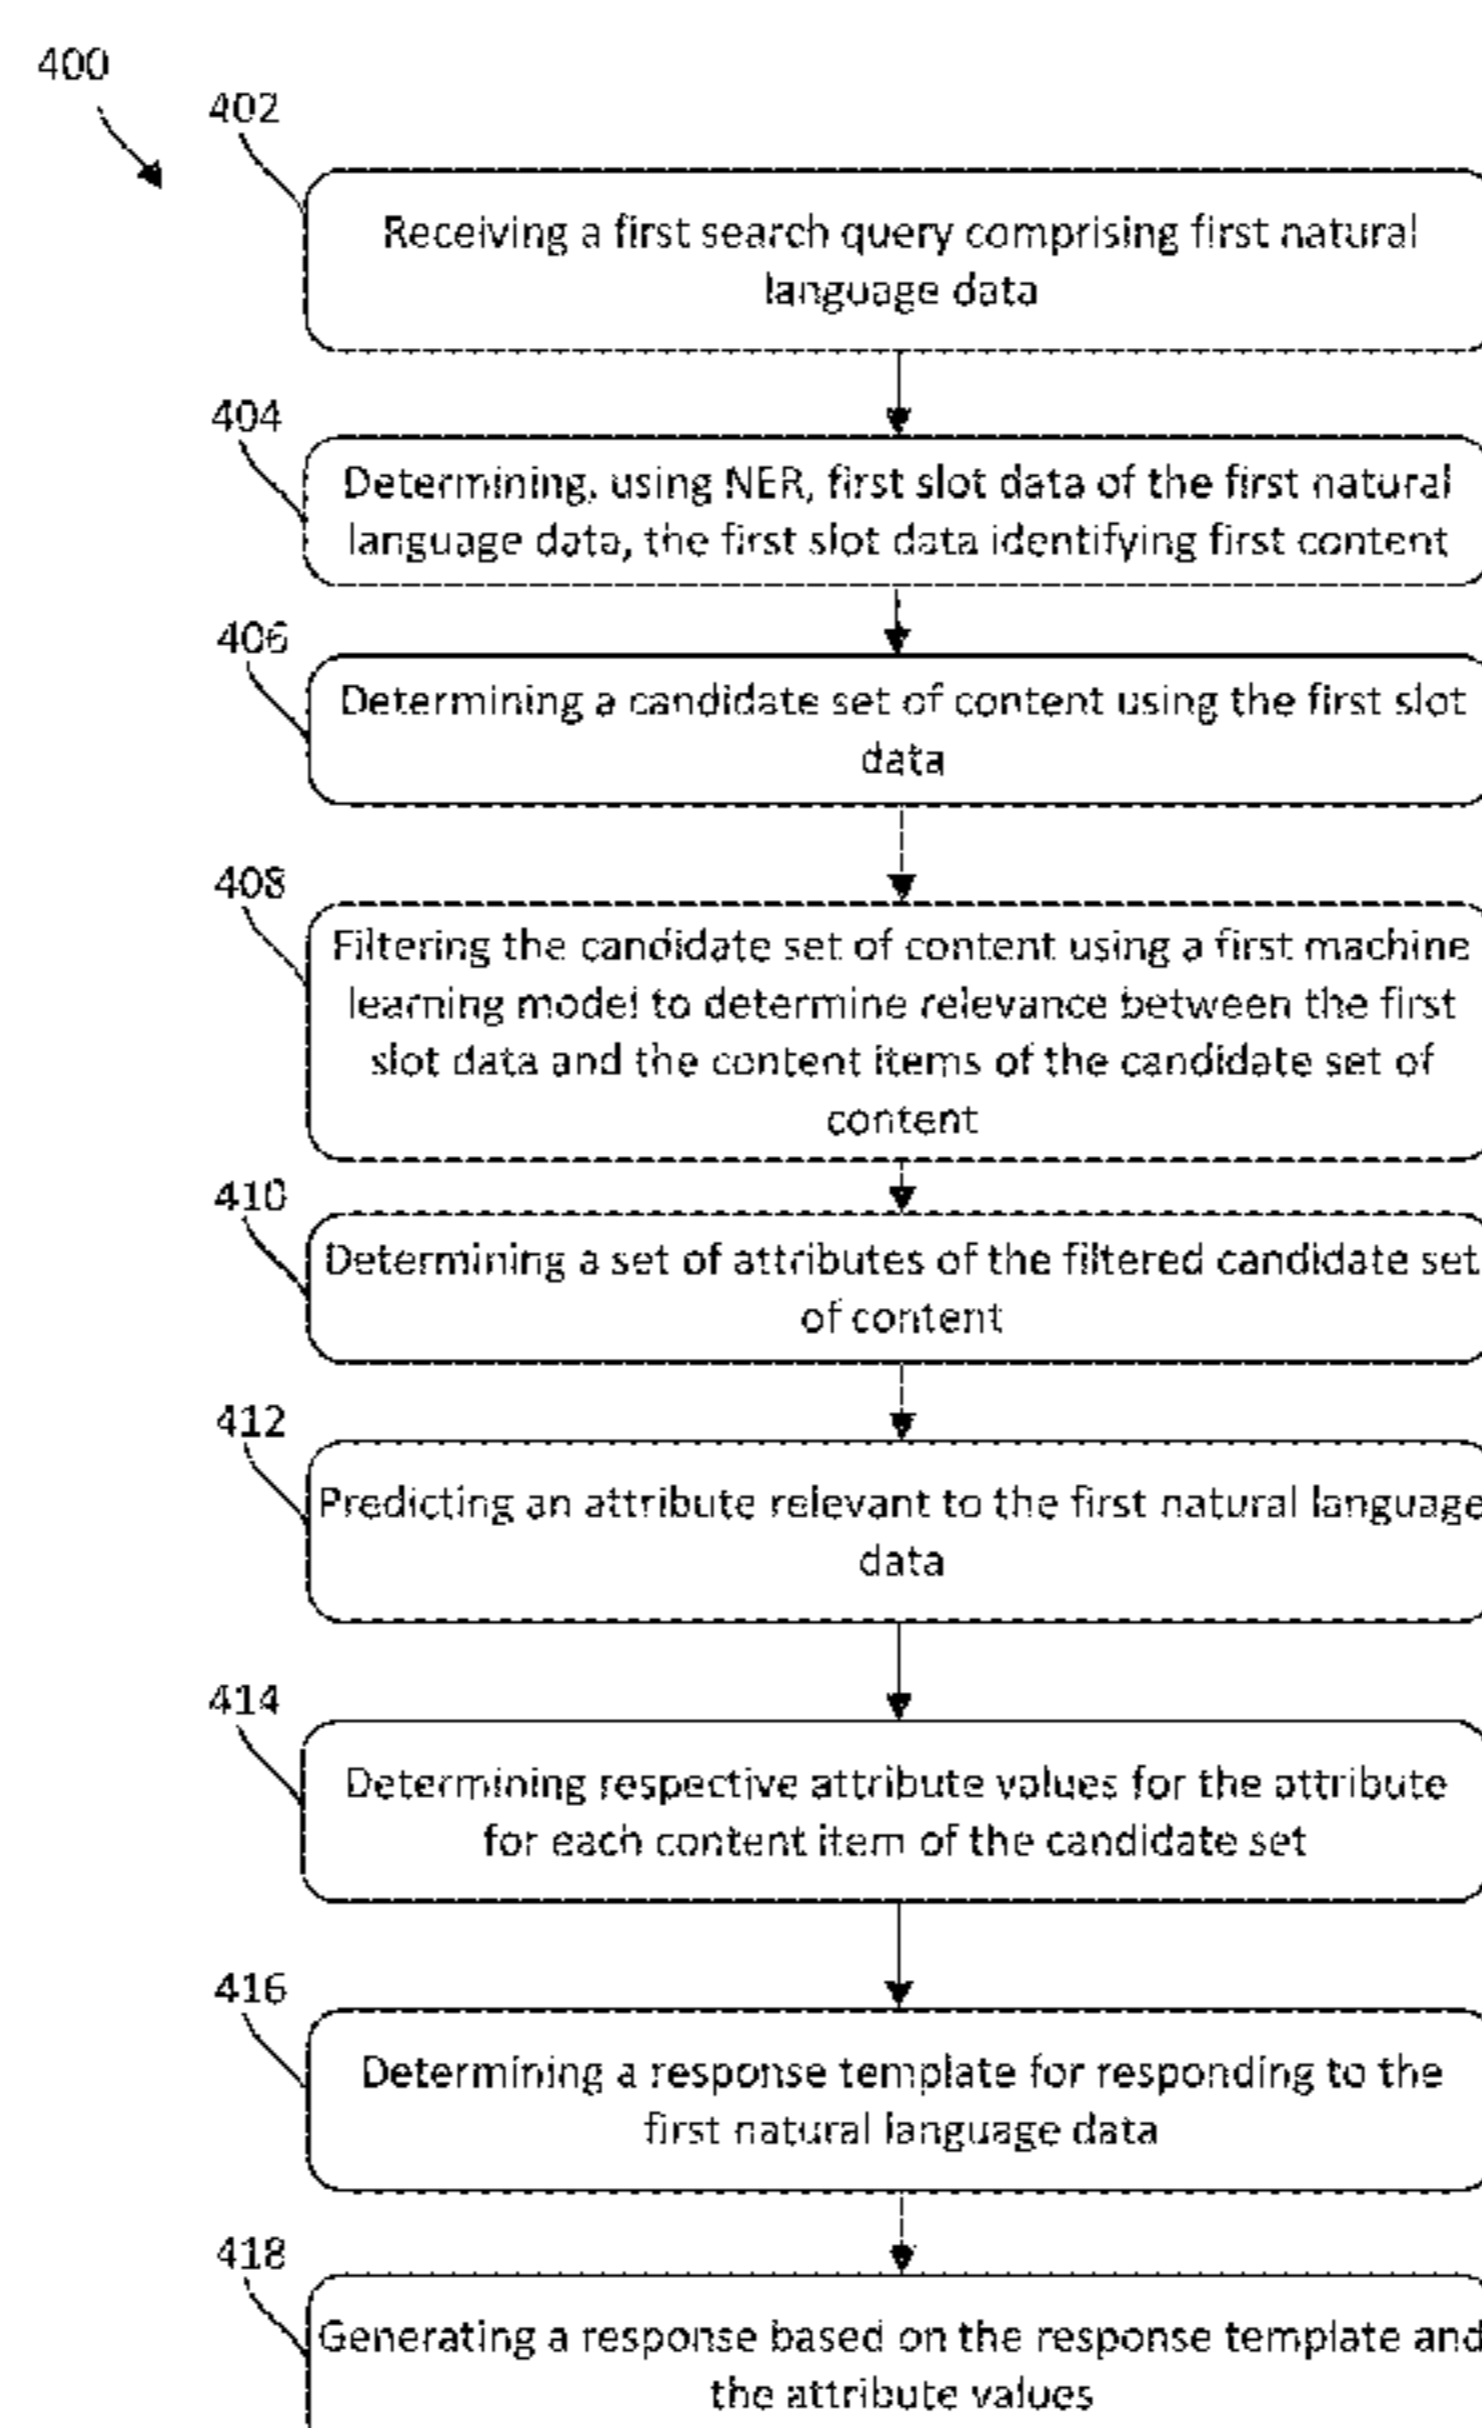 400
402
Receiving a first search query comprising first natural
language data
404
Determining, using NER, first slot data of the first natural
language data, the first slot data identifying first content
406
Determining a candidate set of content using the first slot
data
408
Filtering the candidate set of content using a first machine
learning model to determine relevance between the first
slot data and the content items of the candidate set of
content
410
Determining a set of attributes of the filtered candidate set
of content
412
Predicting an attribute relevant to the first natural language
data
414
Determining respective attribute values for the attribute
for each content item of the candidate set
416
Determining a response template for responding to the
first natural language data
418
Generating a response based on the response template and
the attribute values